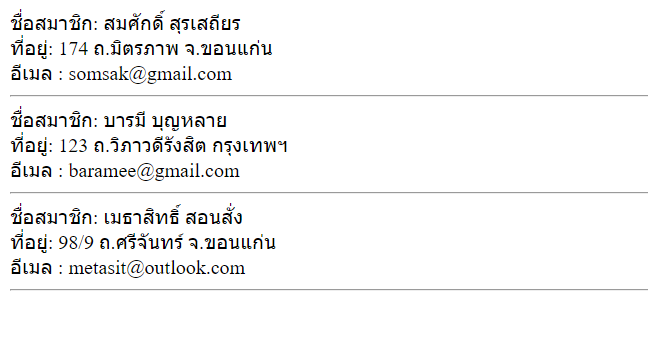 ชื่อสมาชิก: สมศักดิ์ สุรเสถียร
ที่อยู่: 174 ถ.มิตรภาพ จ.ขอนแก่น
อีเมล : somsak@gmail.com
ชื่อสมาชิก: บารมี บุญหลาย
ที่อยู่: 123 ถ.วิภาวดีรังสิต กรุงเทพฯ
อีเมล : baramee@gmail.com
ชื่อสมาชิก: เมธาสิทธิ์ สอนสั่ง
ที่อยู่: 98/9 ถ.ศรีจันทร์ จ.ขอนแก่น
อีเมล : metasit@outlook.com